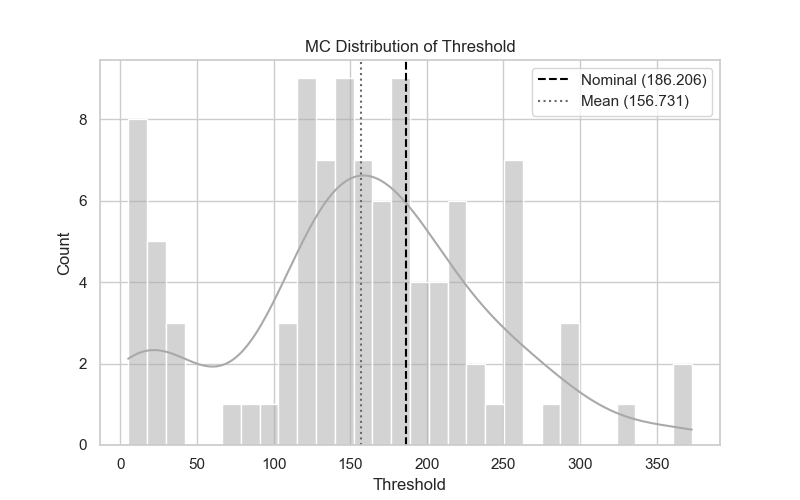 MC Distribution of Threshold
Nominal (186.206)
Mean (156.731)
Count
8
6
4
2
0
0 50 100 150 200 250 300 350
Threshold